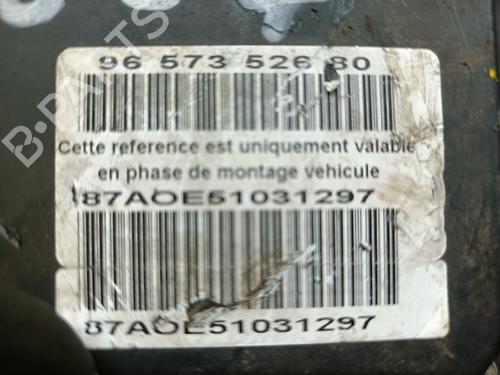 96 573 526 80
Cette reference est uniquement valable
en phase de montage vehicule
87AOE51031297
87AOE51031297
B-PARTS